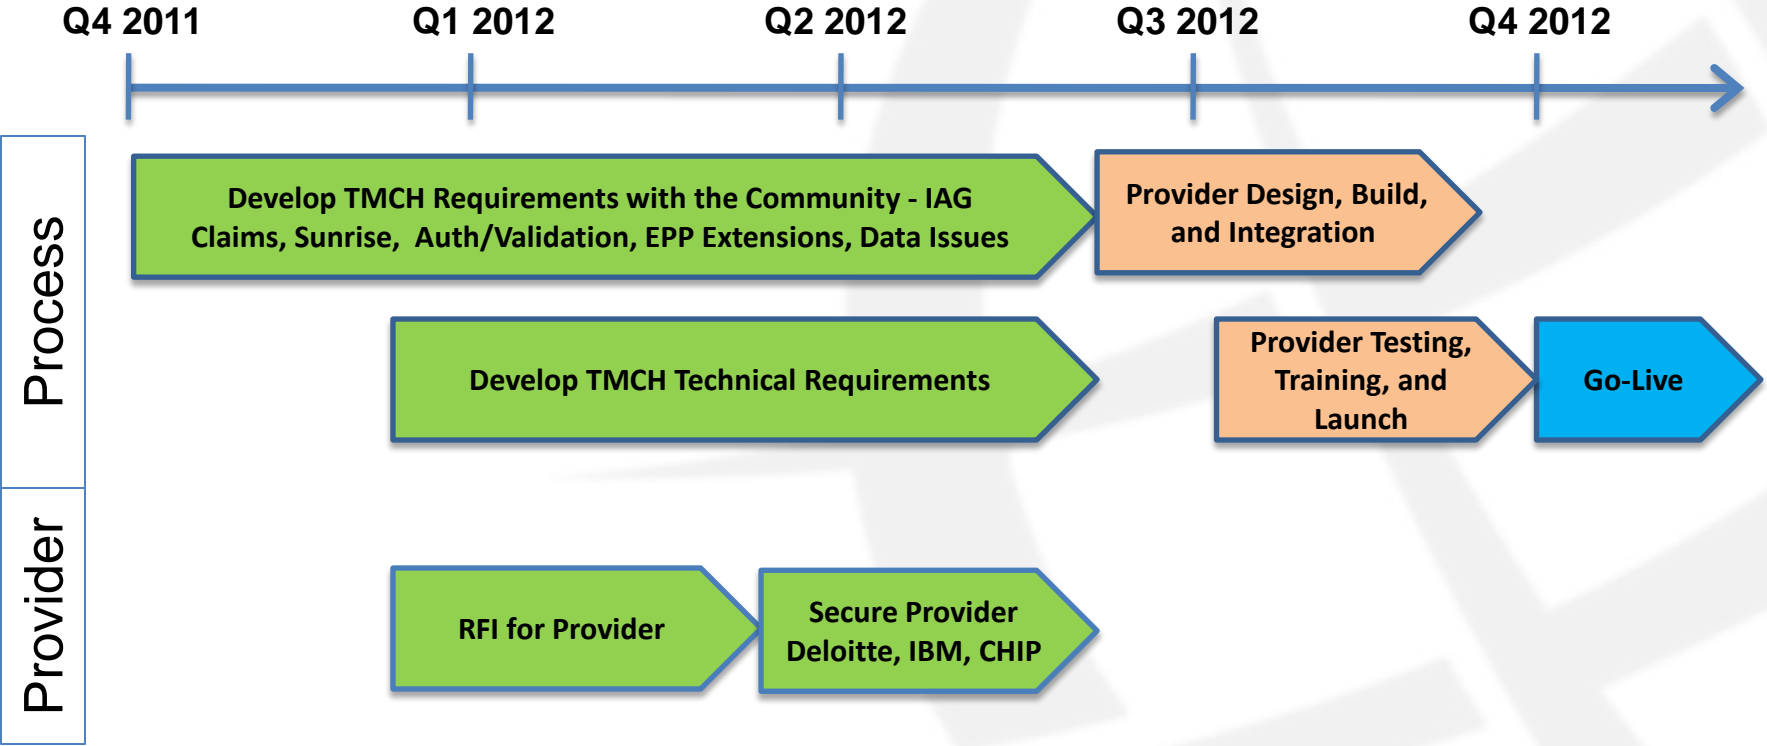 Q4 2011
Q1 2012
Q2 2012
Q3 2012
Q4 2012
Process
Develop TMCH Requirements with the Community - IAG
Claims, Sunrise, Auth/Validation, EPP Extensions, Data Issues
Provider Design, Build,
and Integration
Develop TMCH Technical Requirements
Provider Testing,
Training, and
Launch
Go-Live
Provider
RFI for Provider
Secure Provider
Deloitte, IBM, CHIP